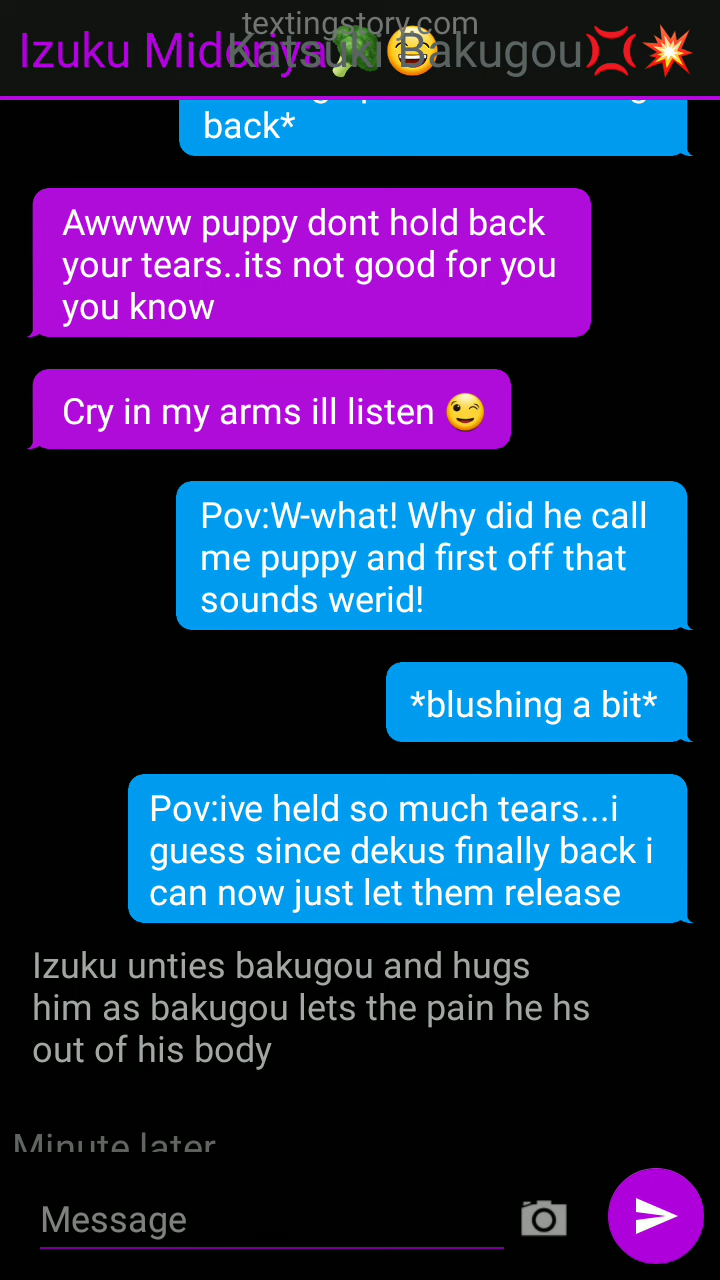 textingstory.com
Izuku Midoriya🥦😂 Katsuki Bakugou💢💥
back*
Awwww puppy dont hold back
your tears..its not good for you
you know
Cry in my arms ill listen 😉
Pov:W-what! Why did he call
me puppy and first off that
sounds werid!
*blushing a bit*
Pov:ive held so much tears...i
guess since dekus finally back i
can now just let them release
Izuku unties bakugou and hugs
him as bakugou lets the pain he hs
out of his body
Minute later
Message